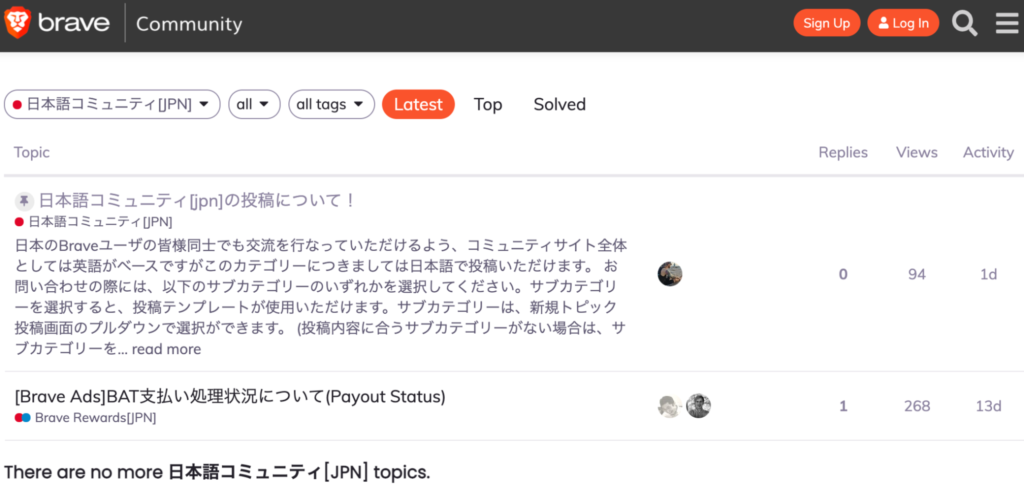 brave Community Sign Up Log In
日本語コミュニティ[JPN] all all tags Latest Top Solved
Topic Replies Views Activity
日本語コミュニティ[jpn]の投稿について！
日本語コミュニティ[JPN]
日本のBraveユーザの皆様同士でも交流を行なっていただけるよう、コミュニティサイト全体
としては英語がベースですがこのカテゴリーにつきましては日本語で投稿いただけます。 お
問い合わせの際には、以下のサブカテゴリーのいずれかを選択してください。サブカテゴリ
ーを選択すると、投稿テンプレートが使用いただけます。サブカテゴリーは、新規トピック
投稿画面のプルダウンで選択ができます。 (投稿内容に合うサブカテゴリーがない場合は、サ
ブカテゴリーを... read more
0 94 1d
[Brave Ads]BAT支払い処理状況について(Payout Status)
Brave Rewards[JPN]
1 268 13d
There are no more 日本語コミュニティ[JPN] topics.